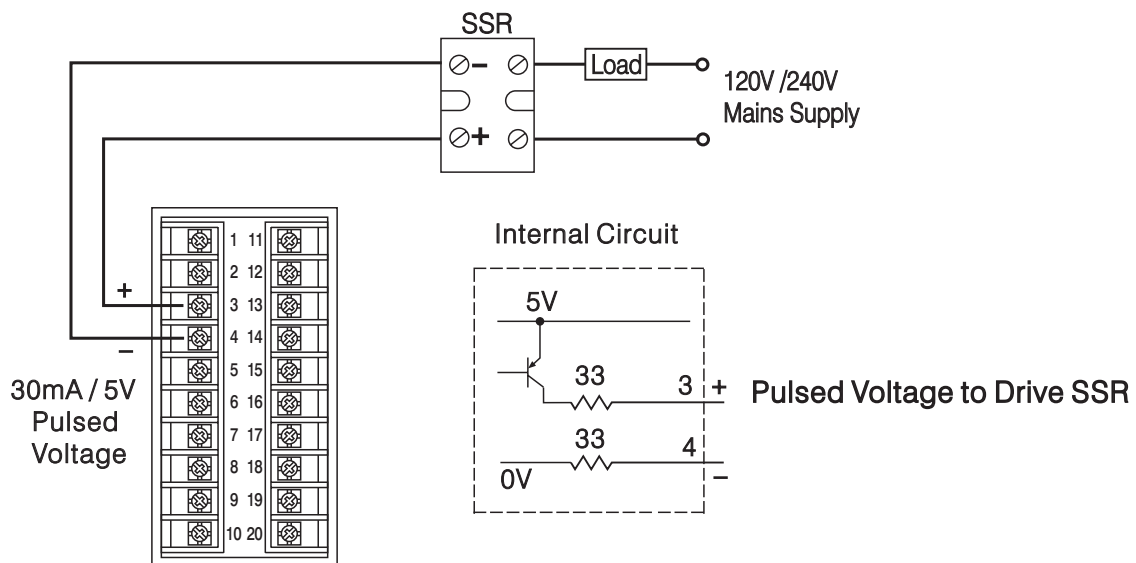 SSR
−
Load
120V /240V
Mains Supply
+
Internal Circuit
1 11
2 12
+
3 13
4 14
−
5 15
6 16
7 17
8 18
9 19
10 20
30mA / 5V
Pulsed
Voltage
5V
33
3 +
Pulsed Voltage to Drive SSR
33
4
0V
−